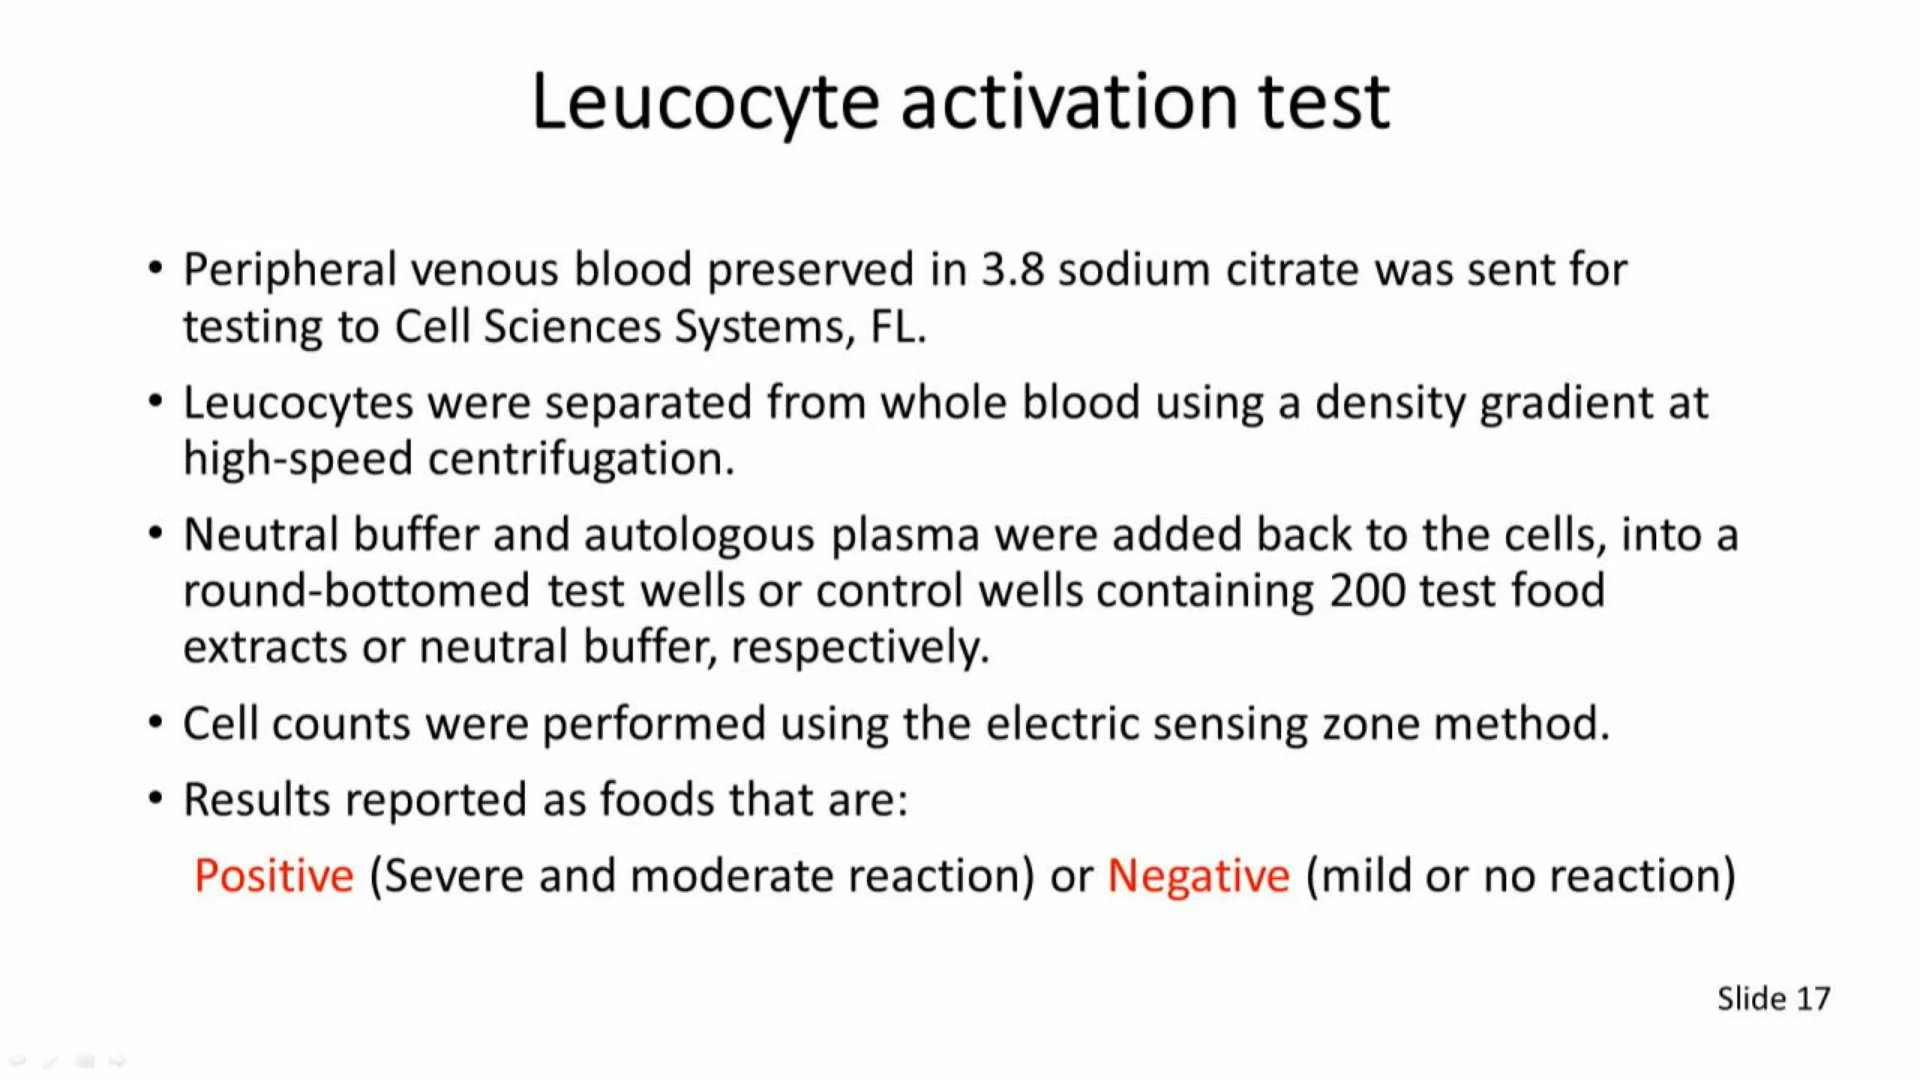 Leucocyte activation test
• Peripheral venous blood preserved in 3.8 sodium citrate was sent for
testing to Cell Sciences Systems, FL.
• Leucocytes were separated from whole blood using a density gradient at
high-speed centrifugation.
• Neutral buffer and autologous plasma were added back to the cells, into a
round-bottomed test wells or control wells containing 200 test food
extracts or neutral buffer, respectively.
• Cell counts were performed using the electric sensing zone method.
• Results reported as foods that are:
Positive (Severe and moderate reaction) or Negative (mild or no reaction)
Slide 17